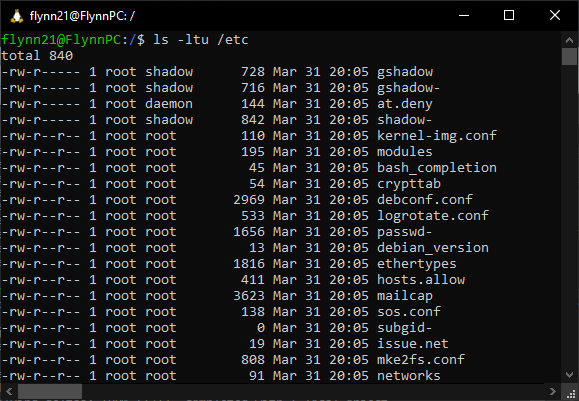 flynn21@FlynnPC: /
flynn21@FlynnPC:/$ ls -ltu /etc
total 840
-rw-r----- 1 root shadow      728 Mar 31 20:05 gshadow
-rw-r----- 1 root shadow      716 Mar 31 20:05 gshadow-
-rw-r----- 1 root daemon      144 Mar 31 20:05 at.deny
-rw-r----- 1 root shadow      842 Mar 31 20:05 shadow-
-rw-r--r-- 1 root root        110 Mar 31 20:05 kernel-img.conf
-rw-r--r-- 1 root root        195 Mar 31 20:05 modules
-rw-r--r-- 1 root root         45 Mar 31 20:05 bash_completion
-rw-r--r-- 1 root root         54 Mar 31 20:05 crypttab
-rw-r--r-- 1 root root       2969 Mar 31 20:05 debconf.conf
-rw-r--r-- 1 root root        533 Mar 31 20:05 logrotate.conf
-rw-r--r-- 1 root root       1656 Mar 31 20:05 passwd-
-rw-r--r-- 1 root root         13 Mar 31 20:05 debian_version
-rw-r--r-- 1 root root       1816 Mar 31 20:05 ethertypes
-rw-r--r-- 1 root root        411 Mar 31 20:05 hosts.allow
-rw-r--r-- 1 root root       3623 Mar 31 20:05 mailcap
-rw-r--r-- 1 root root        138 Mar 31 20:05 sos.conf
-rw-r--r-- 1 root root          0 Mar 31 20:05 subgid-
-rw-r--r-- 1 root root         19 Mar 31 20:05 issue.net
-rw-r--r-- 1 root root        808 Mar 31 20:05 mke2fs.conf
-rw-r--r-- 1 root root         91 Mar 31 20:05 networks